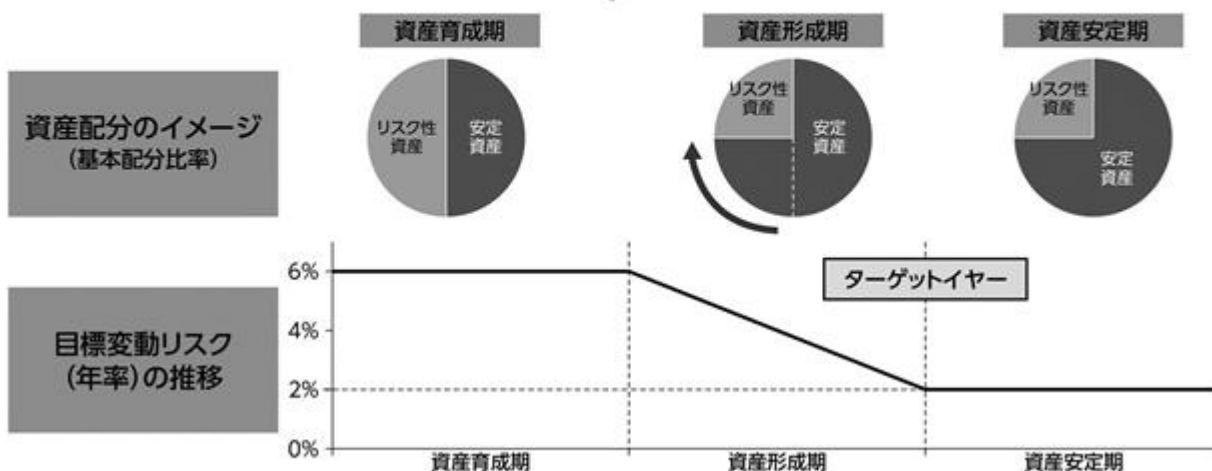 資産育成期
資産形成期
資産安定期
資産配分のイメージ
(基本配分比率)
リスク性
資産
安定
資産
リスク性
資産
安定
資産
リスク性
資産
安定
資産
ターゲットイヤー
目標変動リスク
(年率)の推移
6%
4%
2%
0%
資産育成期
資産形成期
資産安定期